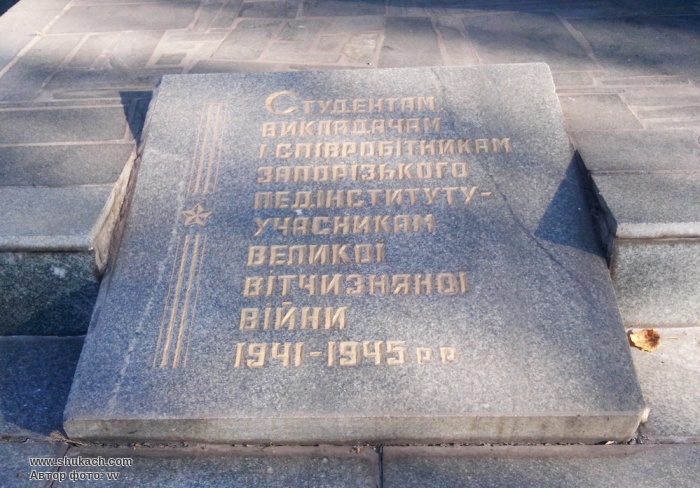 Студентам
викладачам
і співробітникам
Запорізького
педінституту-
учасникам
Великої
Вітчизняної
війни
1941-1945 р р
www.shukach.com
Автор фото: vv